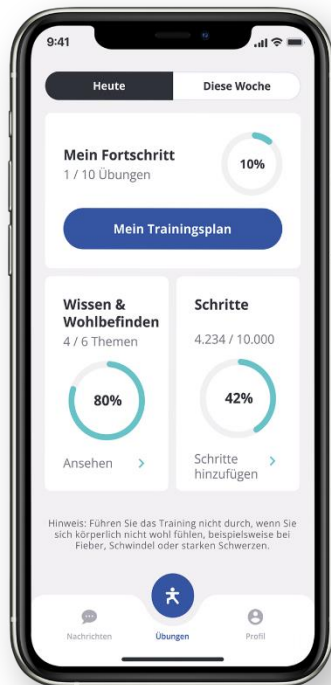 9:41
Heute
Diese Woche
Mein Fortschritt
1 / 10 Übungen
10%
Mein Trainingsplan
Wissen &
Wohlbefinden
4 / 6 Themen
80%
Ansehen
Schritte
4.234 / 10.000
42%
Schritte
hinzufügen
Hinweis: Führen Sie das Training nicht durch, wenn Sie
sich körperlich nicht wohl fühlen, beispielsweise bei
Fieber, Schwindel oder starken Schmerzen.
Nachrichten
Übungen
Profil